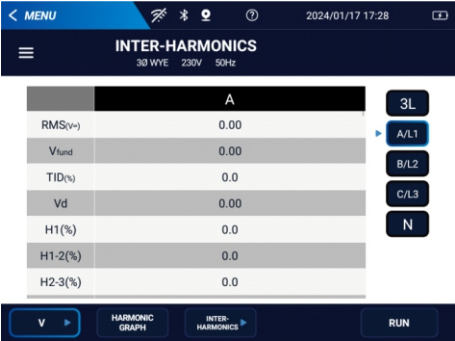 < MENU 2024/01/17 17:28
INTER-HARMONICS
3Ø WYE 230V 50Hz
A
RMS(V~) 0.00
Vfund 0.00
TID(%) 0.0
Vd 0.00
H1(%) 0.0
H1-2(%) 0.0
H2-3(%) 0.0
3L
A/L1
B/L2
C/L3
N
V
HARMONIC
GRAPH
INTER-
HARMONICS
RUN